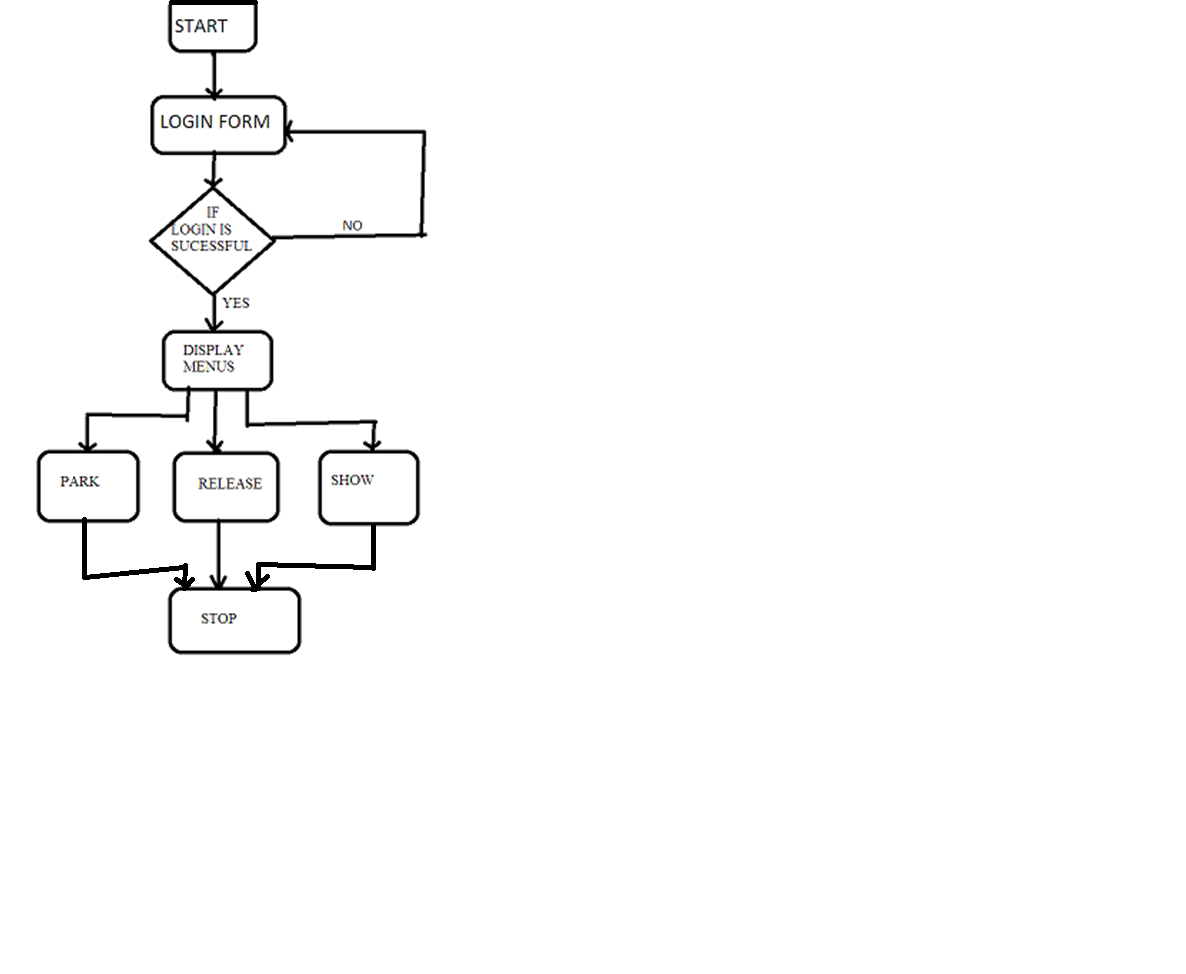 START
LOGIN FORM
IF
LOGIN IS
SUCESSFUL
NO
YES
DISPLAY
MENUS
PARK
RELEASE
SHOW
STOP